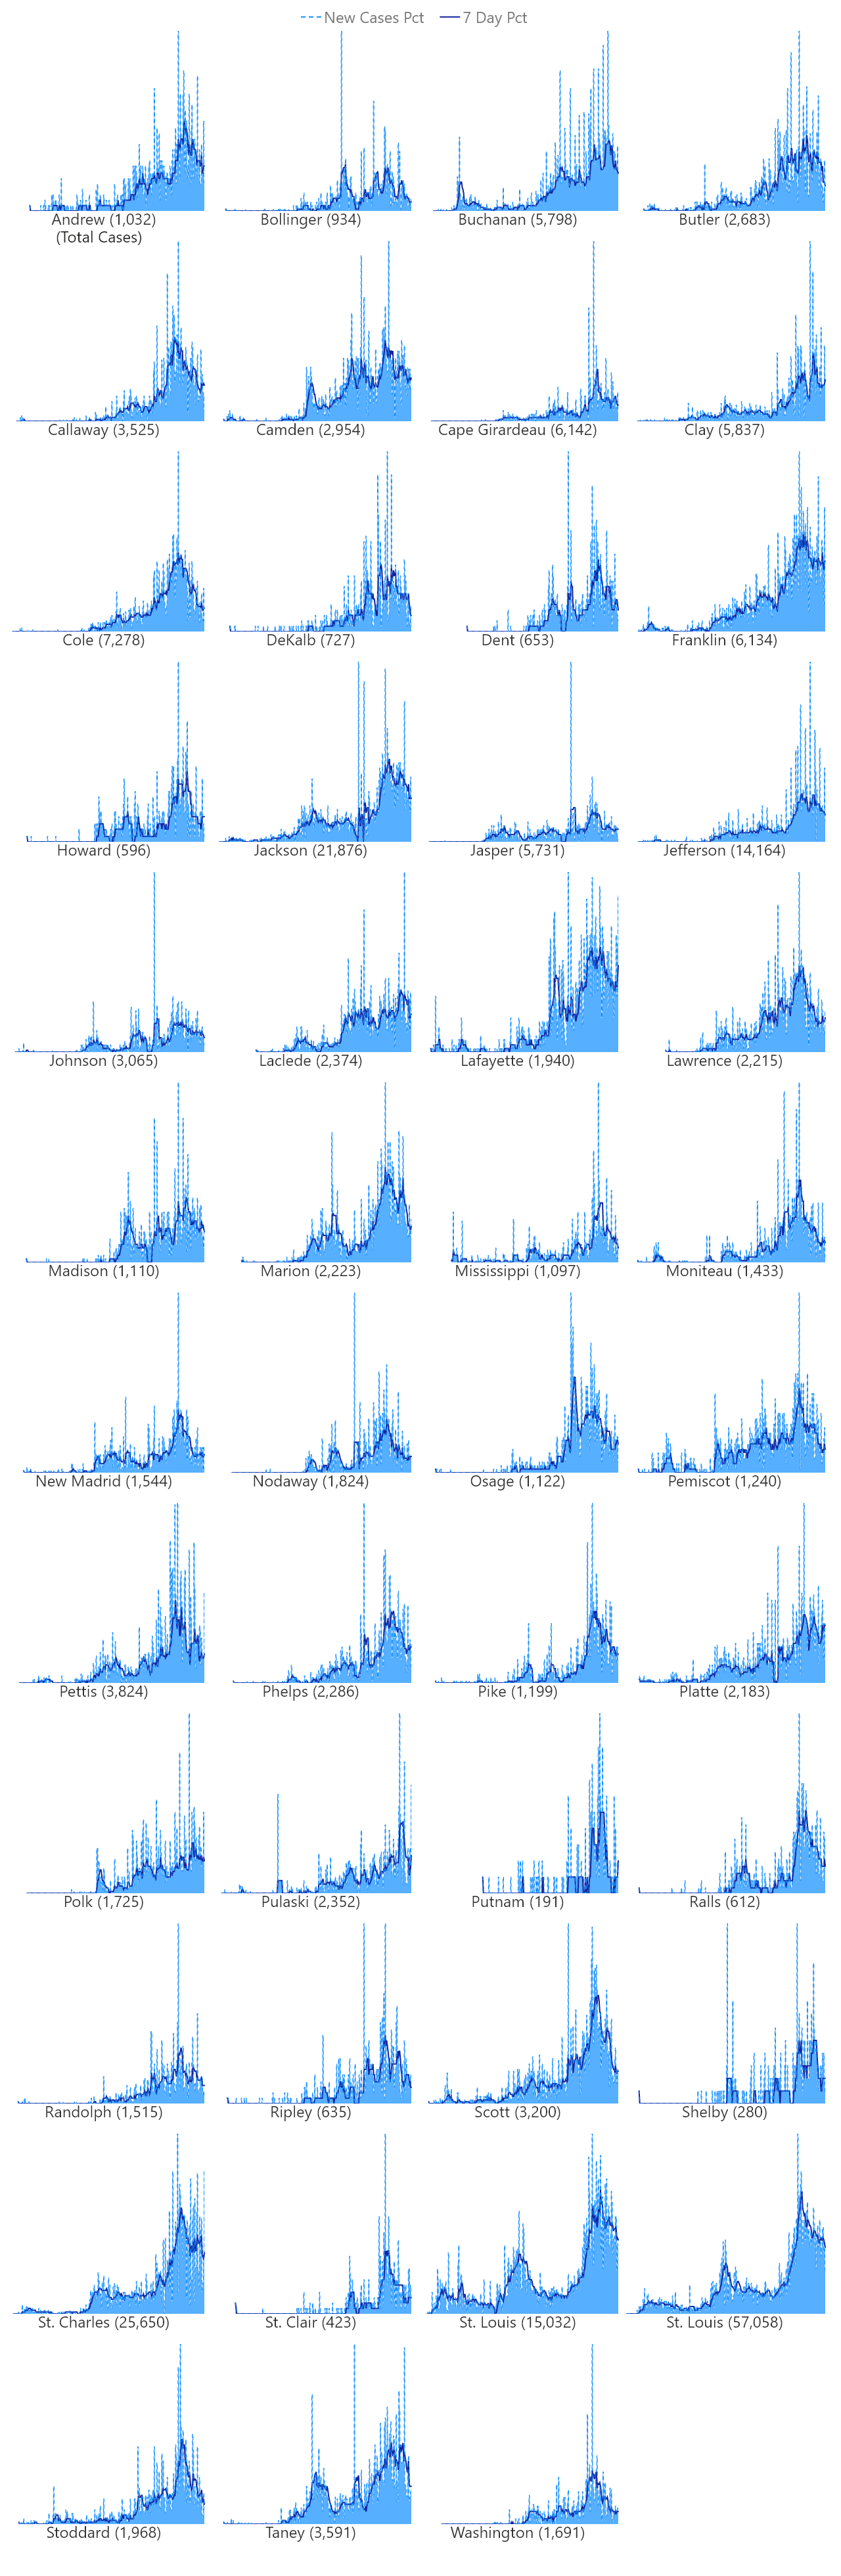 New Cases Pct 7 Day Pct
Andrew (1,032) Bollinger (934) Buchanan (5,798) Butler (2,683)
(Total Cases)
Callaway (3,525) Camden (2,954) Cape Girardeau (6,142) Clay (5,837)
Cole (7,278) DeKalb (727) Dent (653) Franklin (6,134)
Howard (596) Jackson (21,876) Jasper (5,731) Jefferson (14,164)
Johnson (3,065) Laclede (2,374) Lafayette (1,940) Lawrence (2,215)
Madison (1,110) Marion (2,223) Mississippi (1,097) Moniteau (1,433)
New Madrid (1,544) Nodaway (1,824) Osage (1,122) Pemiscot (1,240)
Pettis (3,824) Phelps (2,286) Pike (1,199) Platte (2,183)
Polk (1,725) Pulaski (2,352) Putnam (191) Ralls (612)
Randolph (1,515) Ripley (635) Scott (3,200) Shelby (280)
St. Charles (25,650) St. Clair (423) St. Louis (15,032) St. Louis (57,058)
Stoddard (1,968) Taney (3,591) Washington (1,691)